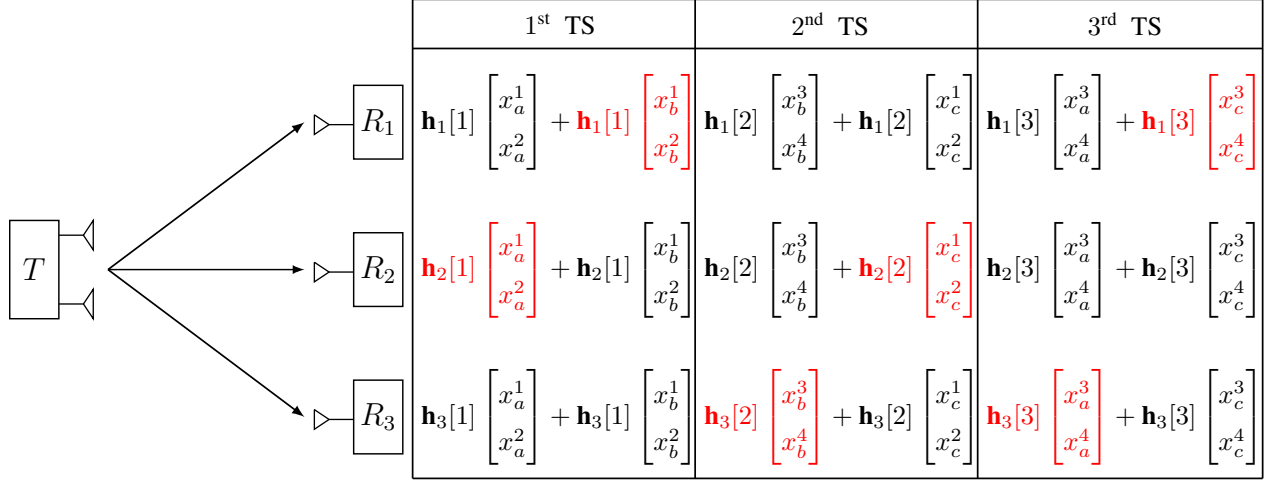 1st TS 2nd TS 3rd TS
R1 h1[1] [x_a^1 x_a^2] + h1[1] [x_b^1 x_b^2] h1[2] [x_b^3 x_b^4] + h1[2] [x_c^1 x_c^2] h1[3] [x_a^3 x_a^4] + h1[3] [x_c^3 x_c^4]
T R2 h2[1] [x_a^1 x_a^2] + h2[1] [x_b^1 x_b^2] h2[2] [x_b^3 x_b^4] + h2[2] [x_c^1 x_c^2] h2[3] [x_a^3 x_a^4] + h2[3] [x_c^3 x_c^4]
R3 h3[1] [x_a^1 x_a^2] + h3[1] [x_b^1 x_b^2] h3[2] [x_b^3 x_b^4] + h3[2] [x_c^1 x_c^2] h3[3] [x_a^3 x_a^4] + h3[3] [x_c^3 x_c^4]